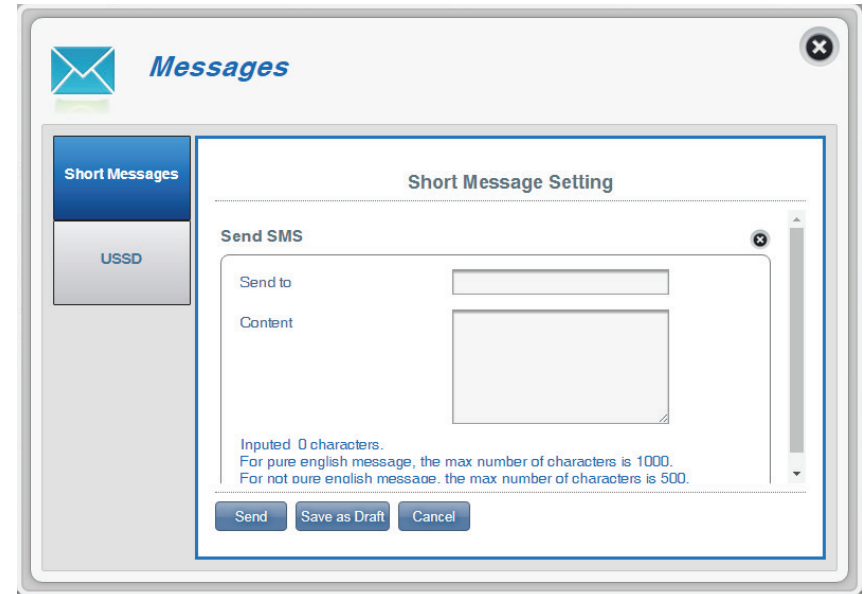 Messages
Short Messages
USSD
Short Message Setting
Send SMS
Send to
Content
Inputed 0 characters.
For pure english message, the max number of characters is 1000.
For not pure english message, the max number of characters is 500.
Send
Save as Draft
Cancel